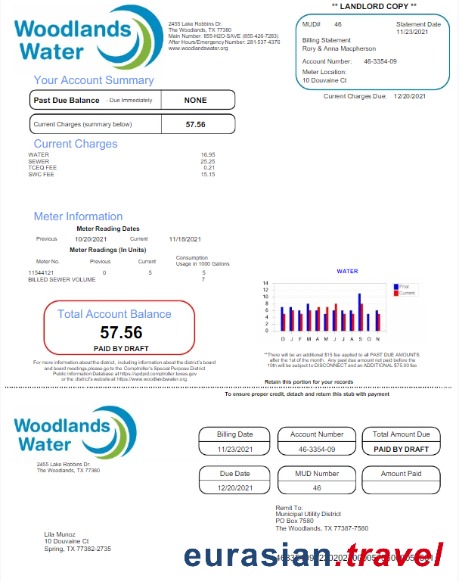 ** LANDLORD COPY **
Woodlands
Water
2455 Lake Robbins Dr.
The Woodlands, TX 77380
Main Number: 855-H2O-SAVE (855-426-7283)
After Hours/Emergency Number: 281-537-4376
www.woodlandswater.org
MUD# 46 Statement Date
11/23/2021
Billing Statement
Rory & Anna Macpherson
Account Number: 46-3354-09
Meter Location:
10 Douvaine Ct
Current Charges Due: 12/20/2021
Your Account Summary
Past Due Balance - Due immediately NONE
Current Charges (summary below) 57.56
Current Charges
WATER 16.95
SEWER 25.25
TCEQ FEE 0.21
SWC FEE 15.15
Meter Information
Meter Reading Dates
Previous 10/20/2021 Current 11/18/2021
Meter Readings (In Units)
Meter No. Previous Current Consumption
Usage in 1000 Gallons
11544121 0 5 5
BILLED SEWER VOLUME 7
WATER
14
12
10
8
6
4
2
0
O J F M A M J J A S O N
Prior
Current
Total Account Balance
57.56
PAID BY DRAFT
For more information about the district, including information about the district's board
and board meetings, please go to the Comptroller's Special Purpose District
Public Information Database at https://spdpid.comptroller.texas.gov
or the district's website at https://www.woodlandswater.org
**There will be an additional $15 fee applied to all PAST DUE AMOUNTS
after the 1st of the month. Any past due amount not paid before the
19th will be subject to DISCONNECT and an ADDITIONAL $75.00 fee
Retain this portion for your records
To ensure proper credit, detach and return this stub with payment
Woodlands
Water
2455 Lake Robbins Dr.
The Woodlands, TX 77380
Billing Date Account Number Total Amount Due
11/23/2021 46-3354-09 PAID BY DRAFT
Due Date MUD Number Amount Paid
12/20/2021 46
Remit To:
Municipal Utility District
PO Box 7580
The Woodlands, TX 77387-7580
Lila Munoz
10 Douvaine Ct
Spring, TX 77382-2735
eurasian.travel